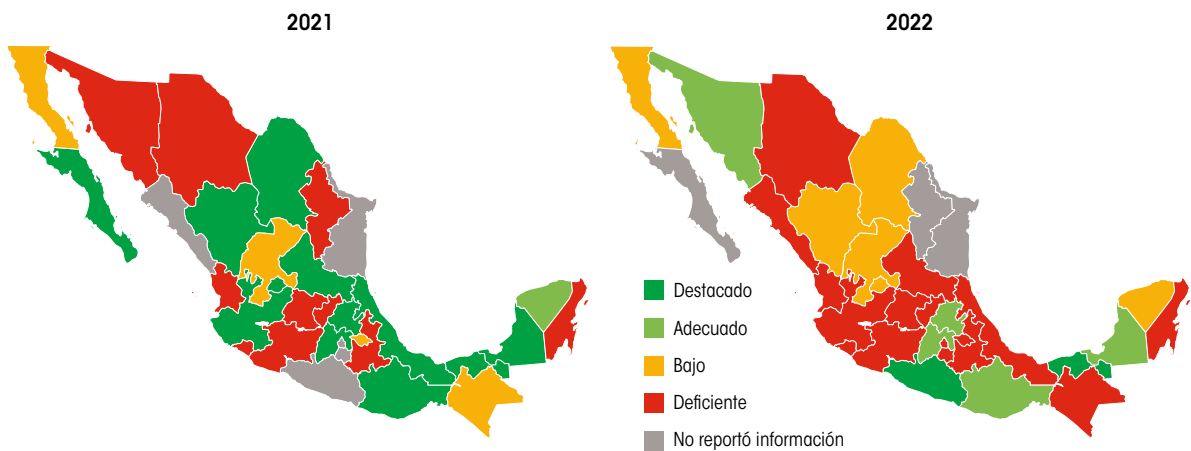 2021
2022
Destacado
Adecuado
Bajo
Deficiente
No reportó información